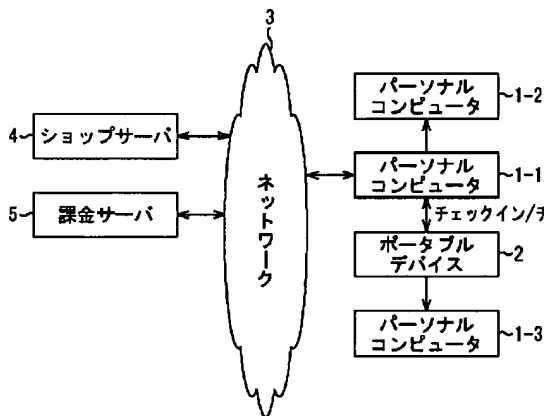 3
パーソナル
コンピュータ
1-2
4
ショップサーバ
パーソナル
コンピュータ
1-1
ネットワーク
チェックイン/チ
5
課金サーバ
ポータブル
デバイス
2
パーソナル
コンピュータ
1-3